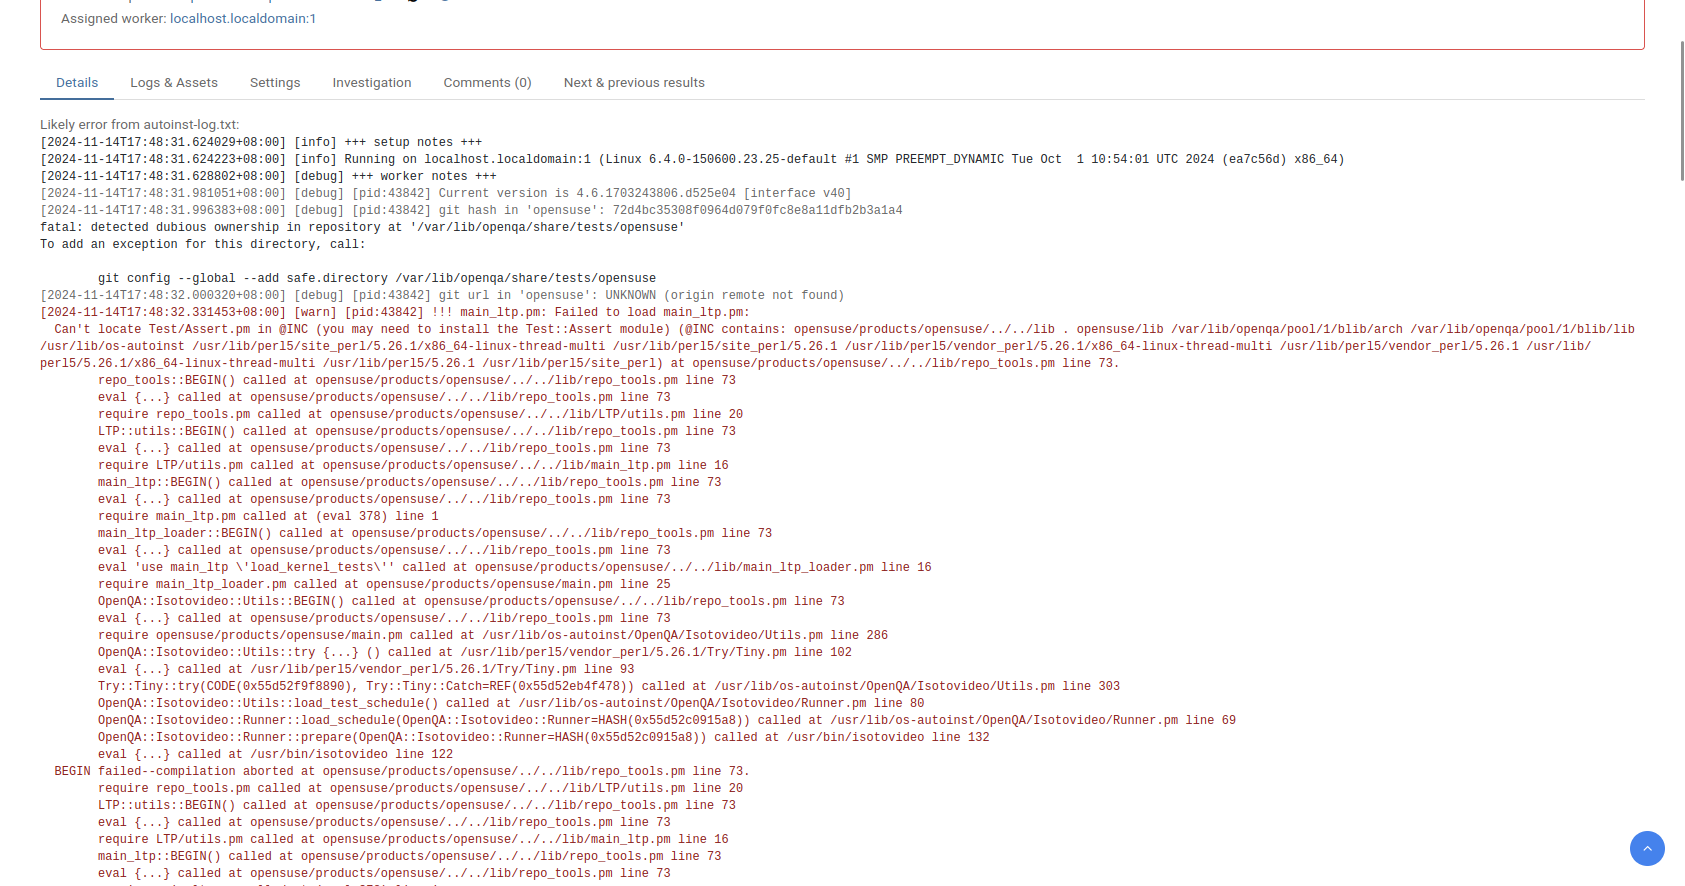 Assigned worker: localhost.localdomain:1
Details Logs & Assets Settings Investigation Comments (0) Next & previous results
Likely error from autoinst-log.txt:
[2024-11-14T17:48:31.624029+08:00] [info] +++ setup notes +++
[2024-11-14T17:48:31.624223+08:00] [info] Running on localhost.localdomain:1 (Linux 6.4.0-150600.23.25-default #1 SMP PREEMPT_DYNAMIC Tue Oct  1 10:54:01 UTC 2024 (ea7c56d) x86_64)
[2024-11-14T17:48:31.628802+08:00] [debug] +++ worker notes +++
[2024-11-14T17:48:31.981051+08:00] [debug] [pid:43842] Current version is 4.6.1703243806.d525e04 [interface v40]
[2024-11-14T17:48:31.996383+08:00] [debug] [pid:43842] git hash in 'opensuse': 72d4bc35308f0964d079f0fc8e8a11dfb2b3a1a4
fatal: detected dubious ownership in repository at '/var/lib/openqa/share/tests/opensuse'
To add an exception for this directory, call:
git config --global --add safe.directory /var/lib/openqa/share/tests/opensuse
[2024-11-14T17:48:32.000320+08:00] [debug] [pid:43842] git url in 'opensuse': UNKNOWN (origin remote not found)
[2024-11-14T17:48:32.331453+08:00] [warn] [pid:43842] !!! main_ltp.pm: Failed to load main_ltp.pm:
Can't locate Test/Assert.pm in @INC (you may need to install the Test::Assert module) (@INC contains: opensuse/products/opensuse/../../lib . opensuse/lib /var/lib/openqa/pool/1/blib/arch /var/lib/openqa/pool/1/blib/lib
/usr/lib/os-autoinst /usr/lib/perl5/site_perl/5.26.1/x86_64-linux-thread-multi /usr/lib/perl5/site_perl/5.26.1 /usr/lib/perl5/vendor_perl/5.26.1/x86_64-linux-thread-multi /usr/lib/perl5/vendor_perl/5.26.1 /usr/lib/
perl5/5.26.1/x86_64-linux-thread-multi /usr/lib/perl5/5.26.1 /usr/lib/perl5/site_perl) at opensuse/products/opensuse/../../lib/repo_tools.pm line 73.
repo_tools::BEGIN() called at opensuse/products/opensuse/../../lib/repo_tools.pm line 73
eval {...} called at opensuse/products/opensuse/../../lib/repo_tools.pm line 73
require repo_tools.pm called at opensuse/products/opensuse/../../lib/LTP/utils.pm line 20
LTP::utils::BEGIN() called at opensuse/products/opensuse/../../lib/repo_tools.pm line 73
eval {...} called at opensuse/products/opensuse/../../lib/repo_tools.pm line 73
require LTP/utils.pm called at opensuse/products/opensuse/../../lib/main_ltp.pm line 16
main_ltp::BEGIN() called at opensuse/products/opensuse/../../lib/repo_tools.pm line 73
eval {...} called at opensuse/products/opensuse/../../lib/repo_tools.pm line 73
require main_ltp.pm called at (eval 378) line 1
main_ltp_loader::BEGIN() called at opensuse/products/opensuse/../../lib/repo_tools.pm line 73
eval {...} called at opensuse/products/opensuse/../../lib/repo_tools.pm line 73
eval 'use main_ltp \'load_kernel_tests\'' called at opensuse/products/opensuse/../../lib/main_ltp_loader.pm line 16
require main_ltp_loader.pm called at opensuse/products/opensuse/main.pm line 25
OpenQA::Isotovideo::Utils::BEGIN() called at opensuse/products/opensuse/../../lib/repo_tools.pm line 73
eval {...} called at opensuse/products/opensuse/../../lib/repo_tools.pm line 73
require opensuse/products/opensuse/main.pm called at /usr/lib/os-autoinst/OpenQA/Isotovideo/Utils.pm line 286
OpenQA::Isotovideo::Utils::try {...} () called at /usr/lib/perl5/vendor_perl/5.26.1/Try/Tiny.pm line 102
eval {...} called at /usr/lib/perl5/vendor_perl/5.26.1/Try/Tiny.pm line 93
Try::Tiny::try(CODE(0x55d52f9f8890), Try::Tiny::Catch=REF(0x55d52eb4f478)) called at /usr/lib/os-autoinst/OpenQA/Isotovideo/Utils.pm line 303
OpenQA::Isotovideo::Utils::load_test_schedule() called at /usr/lib/os-autoinst/OpenQA/Isotovideo/Runner.pm line 80
OpenQA::Isotovideo::Runner::load_schedule(OpenQA::Isotovideo::Runner=HASH(0x55d52c0915a8)) called at /usr/lib/os-autoinst/OpenQA/Isotovideo/Runner.pm line 69
OpenQA::Isotovideo::Runner::prepare(OpenQA::Isotovideo::Runner=HASH(0x55d52c0915a8)) called at /usr/bin/isotovideo line 132
eval {...} called at /usr/bin/isotovideo line 122
BEGIN failed--compilation aborted at opensuse/products/opensuse/../../lib/repo_tools.pm line 73.
require repo_tools.pm called at opensuse/products/opensuse/../../lib/LTP/utils.pm line 20
LTP::utils::BEGIN() called at opensuse/products/opensuse/../../lib/repo_tools.pm line 73
eval {...} called at opensuse/products/opensuse/../../lib/repo_tools.pm line 73
require LTP/utils.pm called at opensuse/products/opensuse/../../lib/main_ltp.pm line 16
main_ltp::BEGIN() called at opensuse/products/opensuse/../../lib/repo_tools.pm line 73
eval {...} called at opensuse/products/opensuse/../../lib/repo_tools.pm line 73